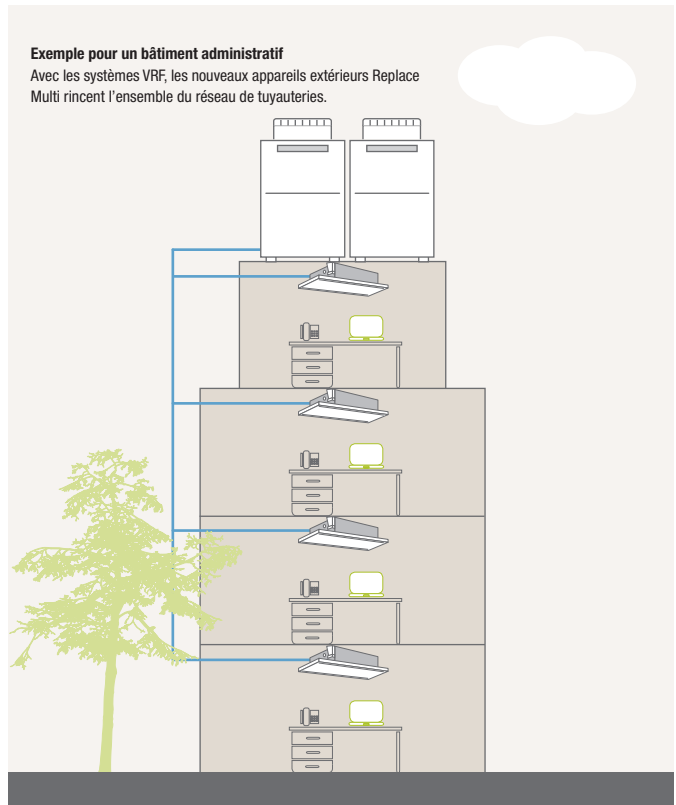 Exemple pour un bâtiment administratif
Avec les systèmes VRF, les nouveaux appareils extérieurs Replace
Multi rincent l’ensemble du réseau de tuyauteries.